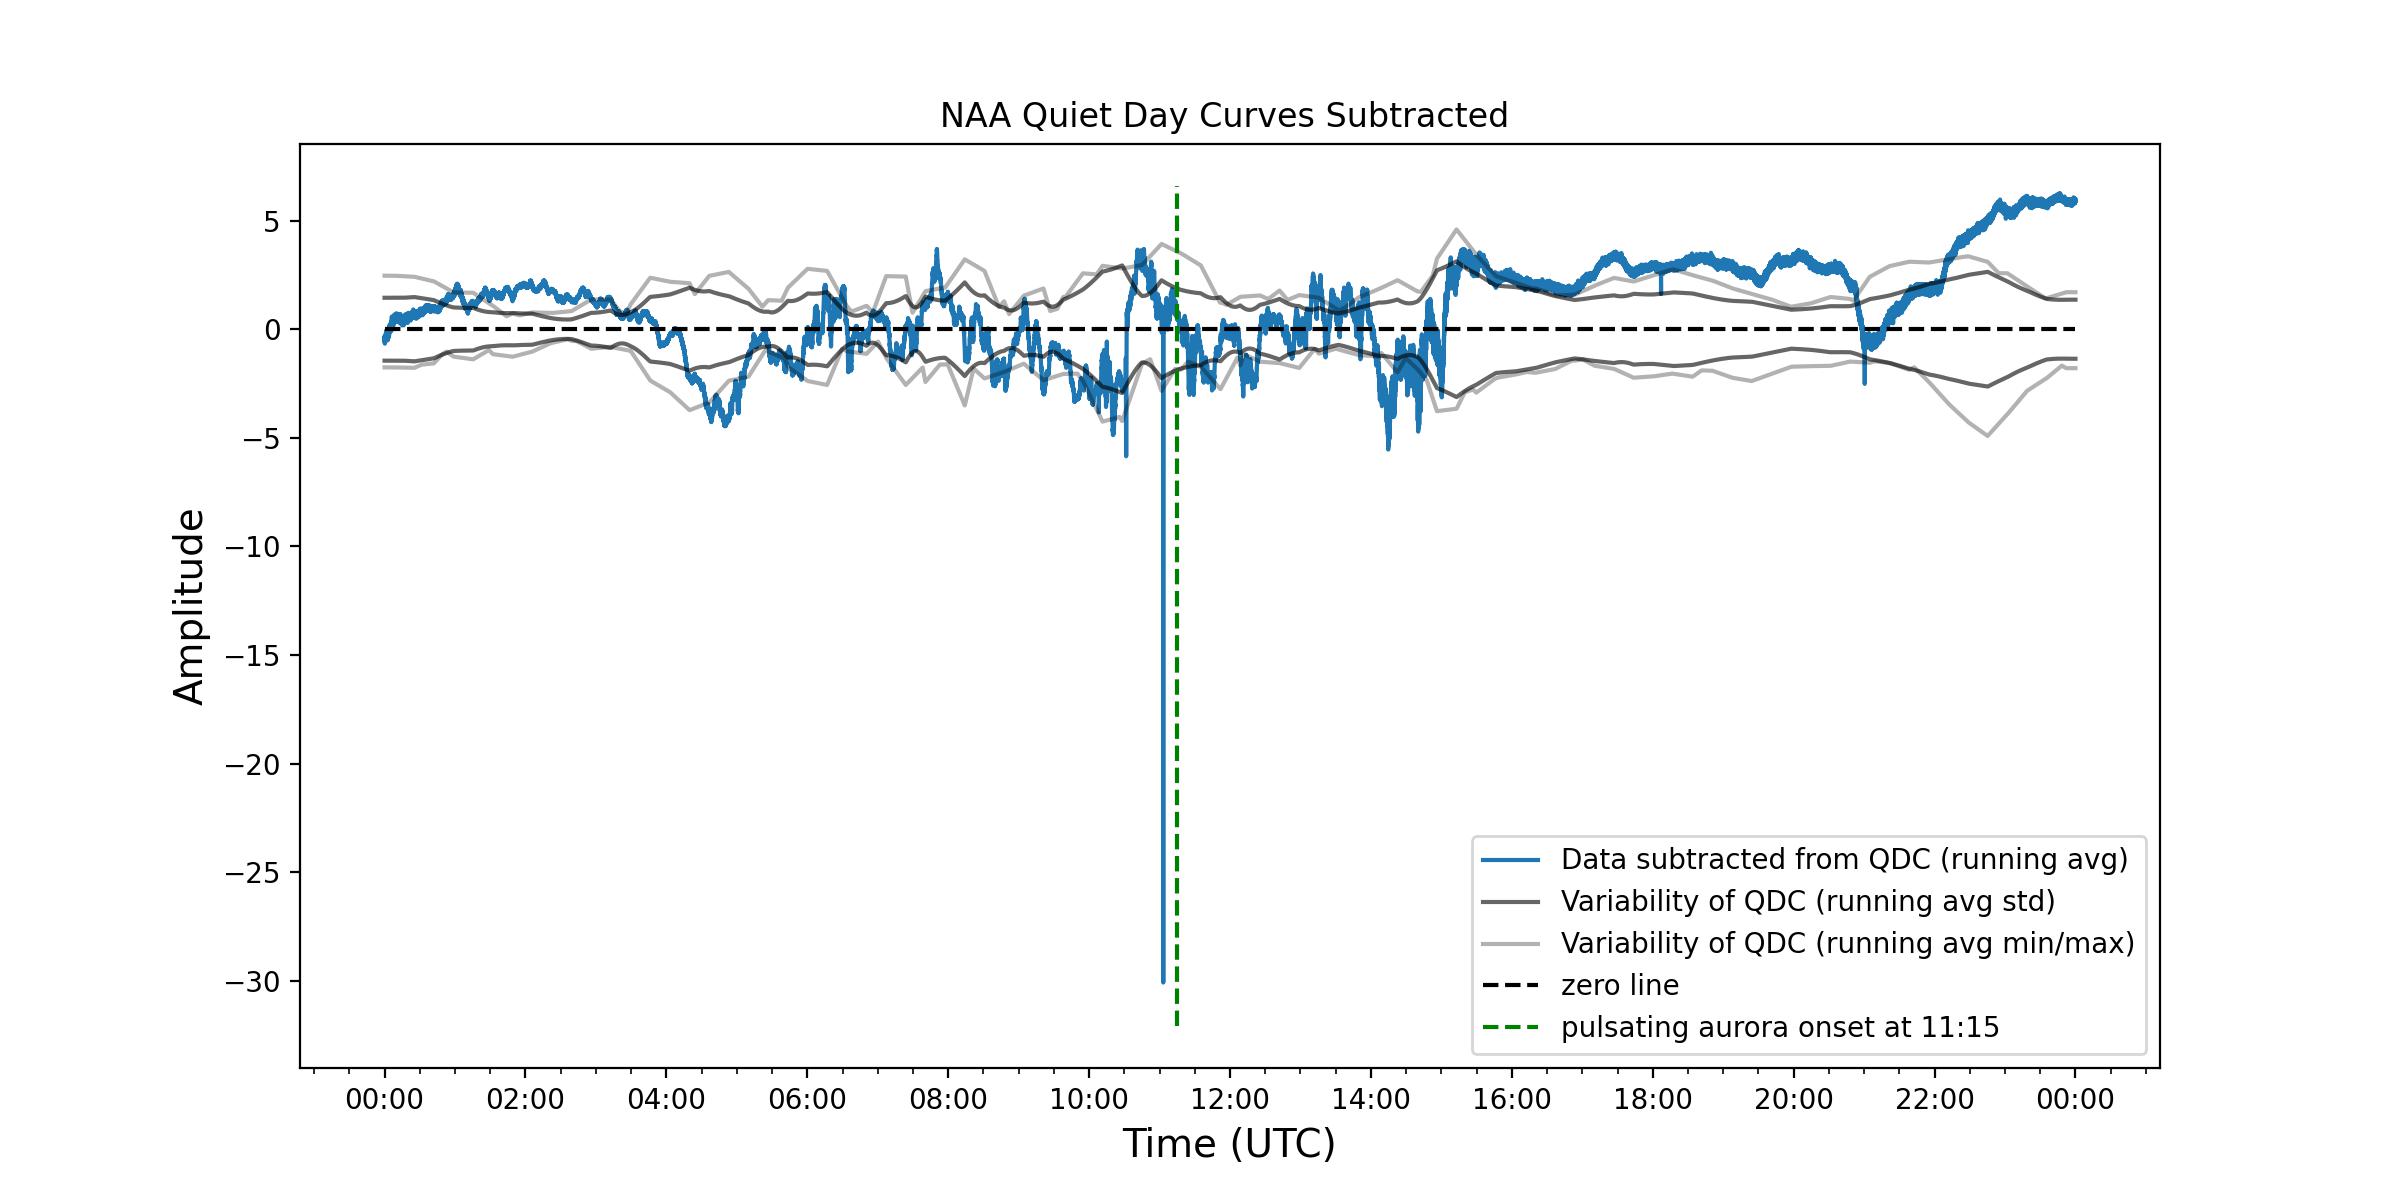 NAA Quiet Day Curves Subtracted
Amplitude
5
0
−5
−10
−15
−20
−25
−30
Data subtracted from QDC (running avg)
Variability of QDC (running avg std)
Variability of QDC (running avg min/max)
zero line
pulsating aurora onset at 11:15
00:00 02:00 04:00 06:00 08:00 10:00 12:00 14:00 16:00 18:00 20:00 22:00 00:00
Time (UTC)